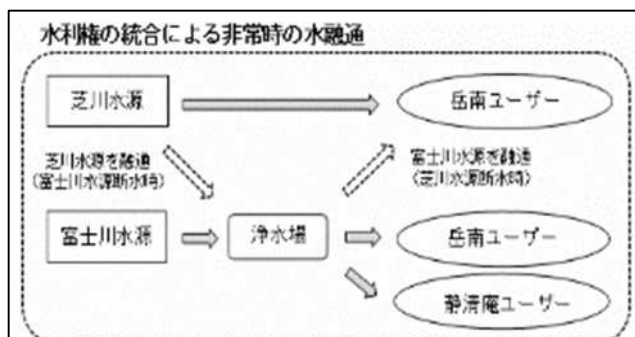 水利権の統合による非常時の水融通
芝川水源
岳南ユーザー
芝川水源を融通
(富士川水源断水時)
富士川水源を融通
(芝川水源断水時)
富士川水源
浄水場
岳南ユーザー
静清庵ユーザー